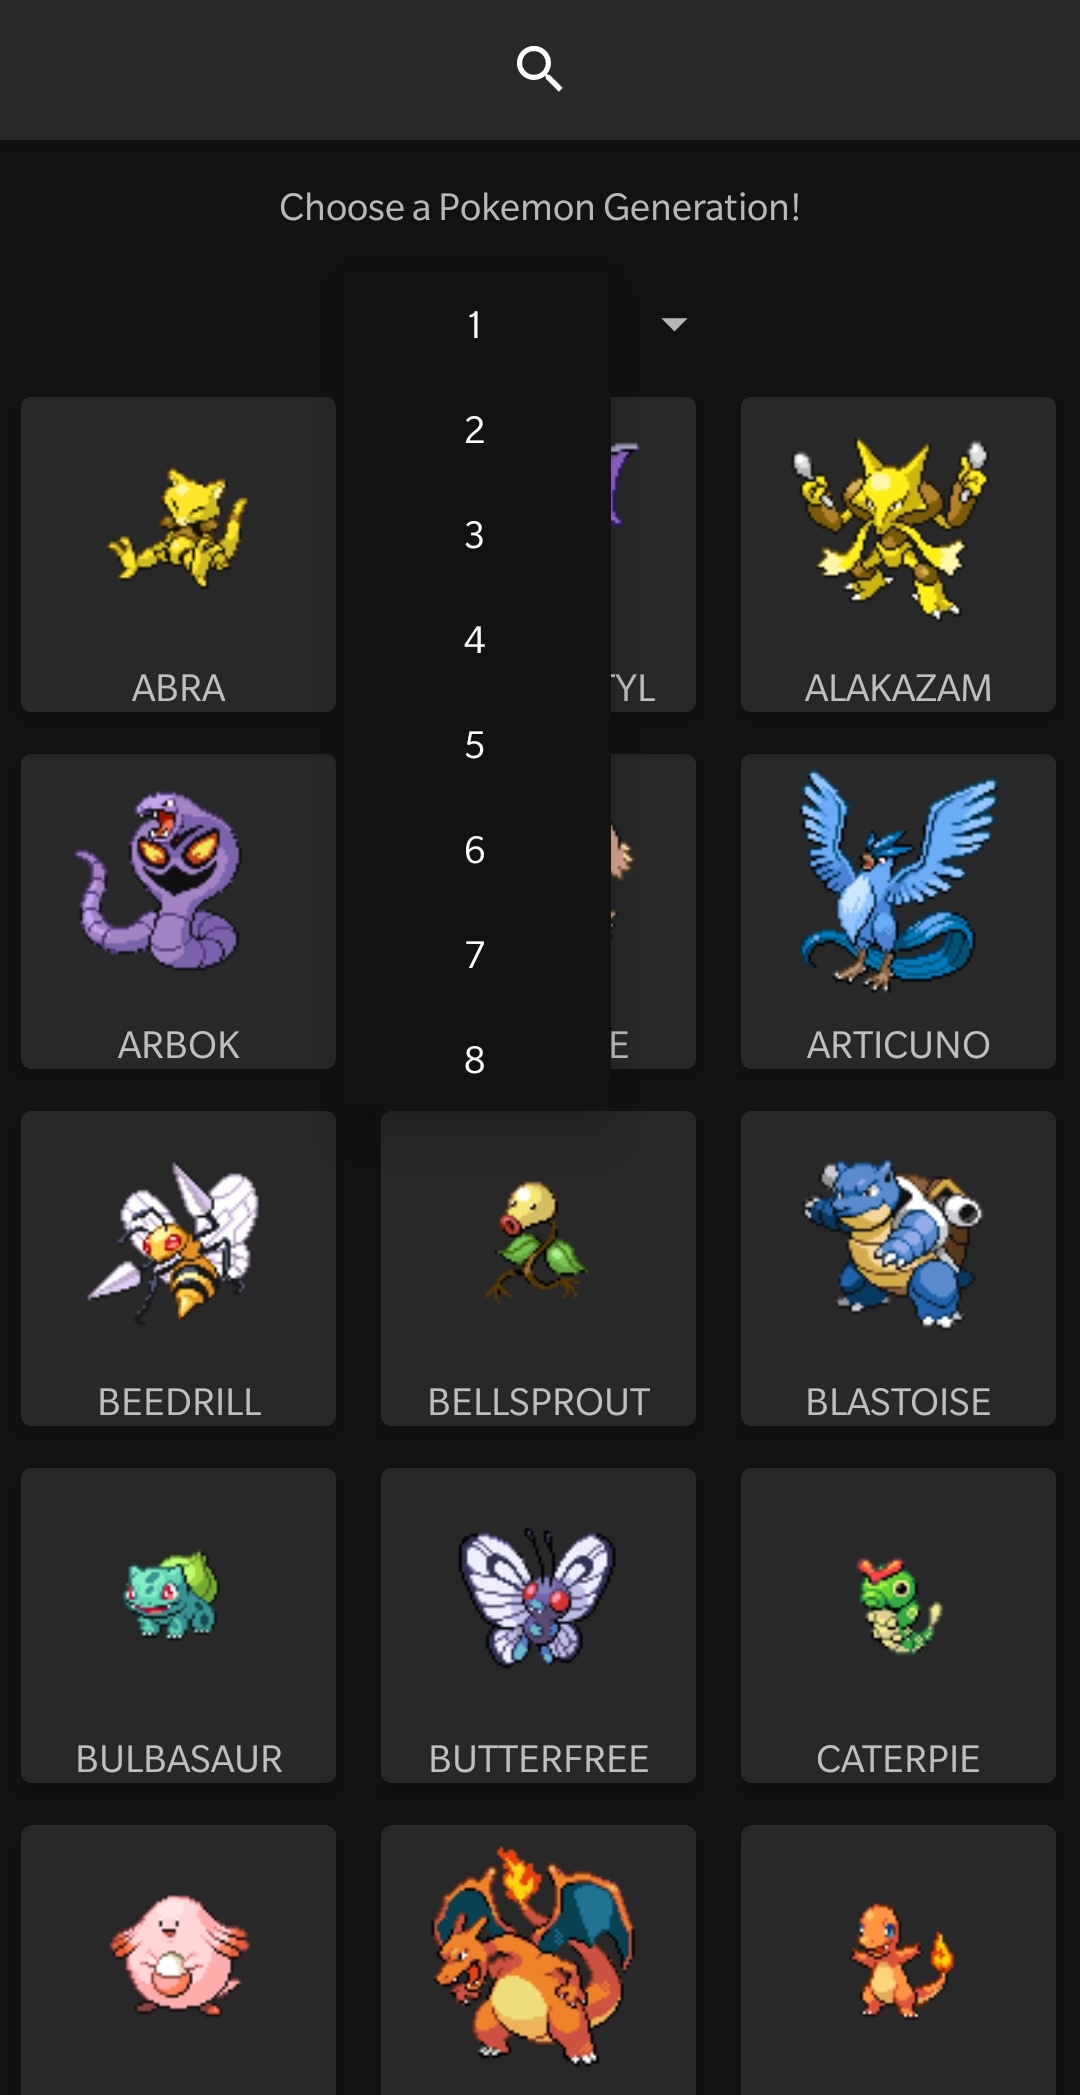 Choose a Pokemon Generation!
1
2
3
4
5
6
7
8
ABRA
YL
ALAKAZAM
ARBOK
E
ARTICUNO
BEEDRILL
BELLSPROUT
BLASTOISE
BULBASAUR
BUTTERFREE
CATERPIE